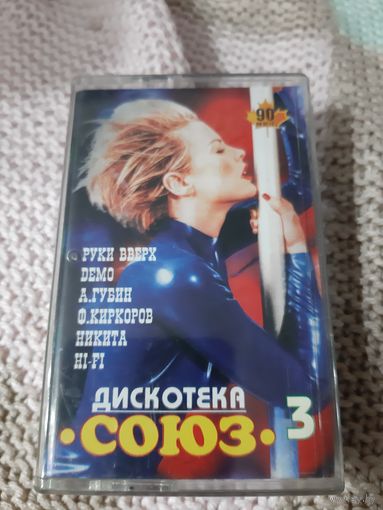 90
РУКИ ВВЕРХ
DEMO
А.ГУБИН
Ф.КИРКОРОВ
НИКИТА
HI-FI
ДИСКОТЕКА
•СОЮЗ• 3